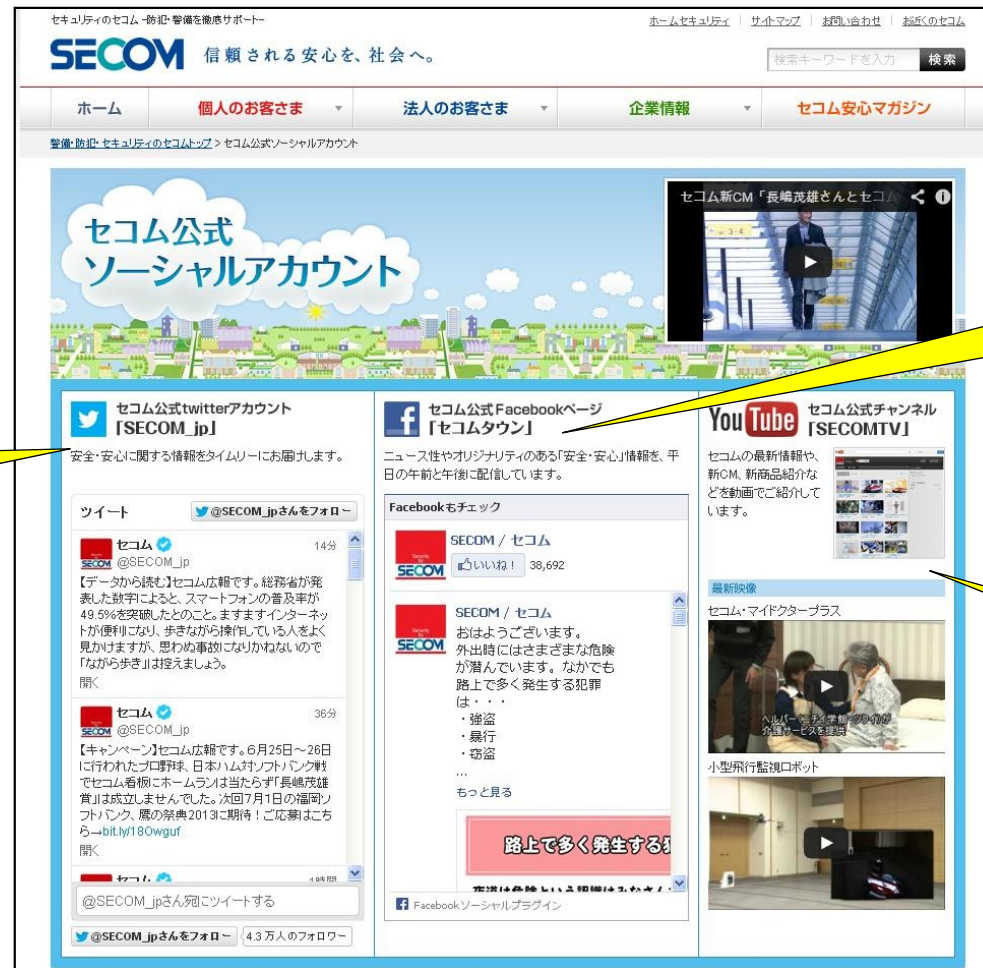 セキュリティのセコム -防犯・警備を徹底サポート-
ホームセキュリティ | サイトマップ | お問い合わせ | お近くのセコム
SECOM 信頼される安心を、社会へ。
検索キーワードを入力 検索
ホーム 個人のお客さま 法人のお客さま 企業情報 セコム安心マガジン
警備・防犯・セキュリティのセコムトップ > セコム公式ソーシャルアカウント
セコム公式
ソーシャルアカウント
セコム新CM「長嶋茂雄さんとセコム
セコム公式twitterアカウント
「SECOM_jp」
安全・安心に関する情報をタイムリーにお届けします。
ツイート @SECOM_jpさんをフォロー
セコム 14分
SECOM @SECOM_jp
【データから読む】セコム広報です。総務省が発
表した数字によると、スマートフォンの普及率が
49.5%を突破したとのこと。ますますインターネッ
トが便利になり、歩きながら操作している人をよく
見かけますが、思わぬ事故になりかねないので
「ながら歩き」は控えましょう。
開く
セコム 36分
SECOM @SECOM_jp
【キャンペーン】セコム広報です。6月25日~26日
に行われたプロ野球、日本ハム対ソフトバンク戦
でセコム看板にホームランは当たらず「長嶋茂雄
賞」は成立しませんでした。次回7月1日の福岡ソ
フトバンク、鷹の祭典2013に期待!ご応募はこち
ら→bit.ly/18Owguf
開く
セコム 1時間
@SECOM_jpさん宛にツイートする
@SECOM_jpさんをフォロー 4.3万人のフォロワー
セコム公式Facebookページ
「セコムタウン」
ニュース性やオリジナリティのある「安全・安心」情報を、平
日の午前と午後に配信しています。
Facebookもチェック
SECOM / セコム
SECOM いいね! 38,692
SECOM / セコム
SECOM おはようございます。
外出時にはさまざまな危険
が潜んでいます。なかでも
路上で多く発生する犯罪
は・・・
・強盗
・暴行
・窃盗
...
もっと見る
路上で多く発生する犯
夜道は危険という認識はみなさん
Facebookソーシャルプラグイン
YouTube セコム公式チャンネル
「SECOMTV」
セコムの最新情報や、
新CM、新商品紹介な
どを動画でご紹介して
います。
最新映像
セコム・マイドクタープラス
介護サービスを提供
小型飛行監視ロボット